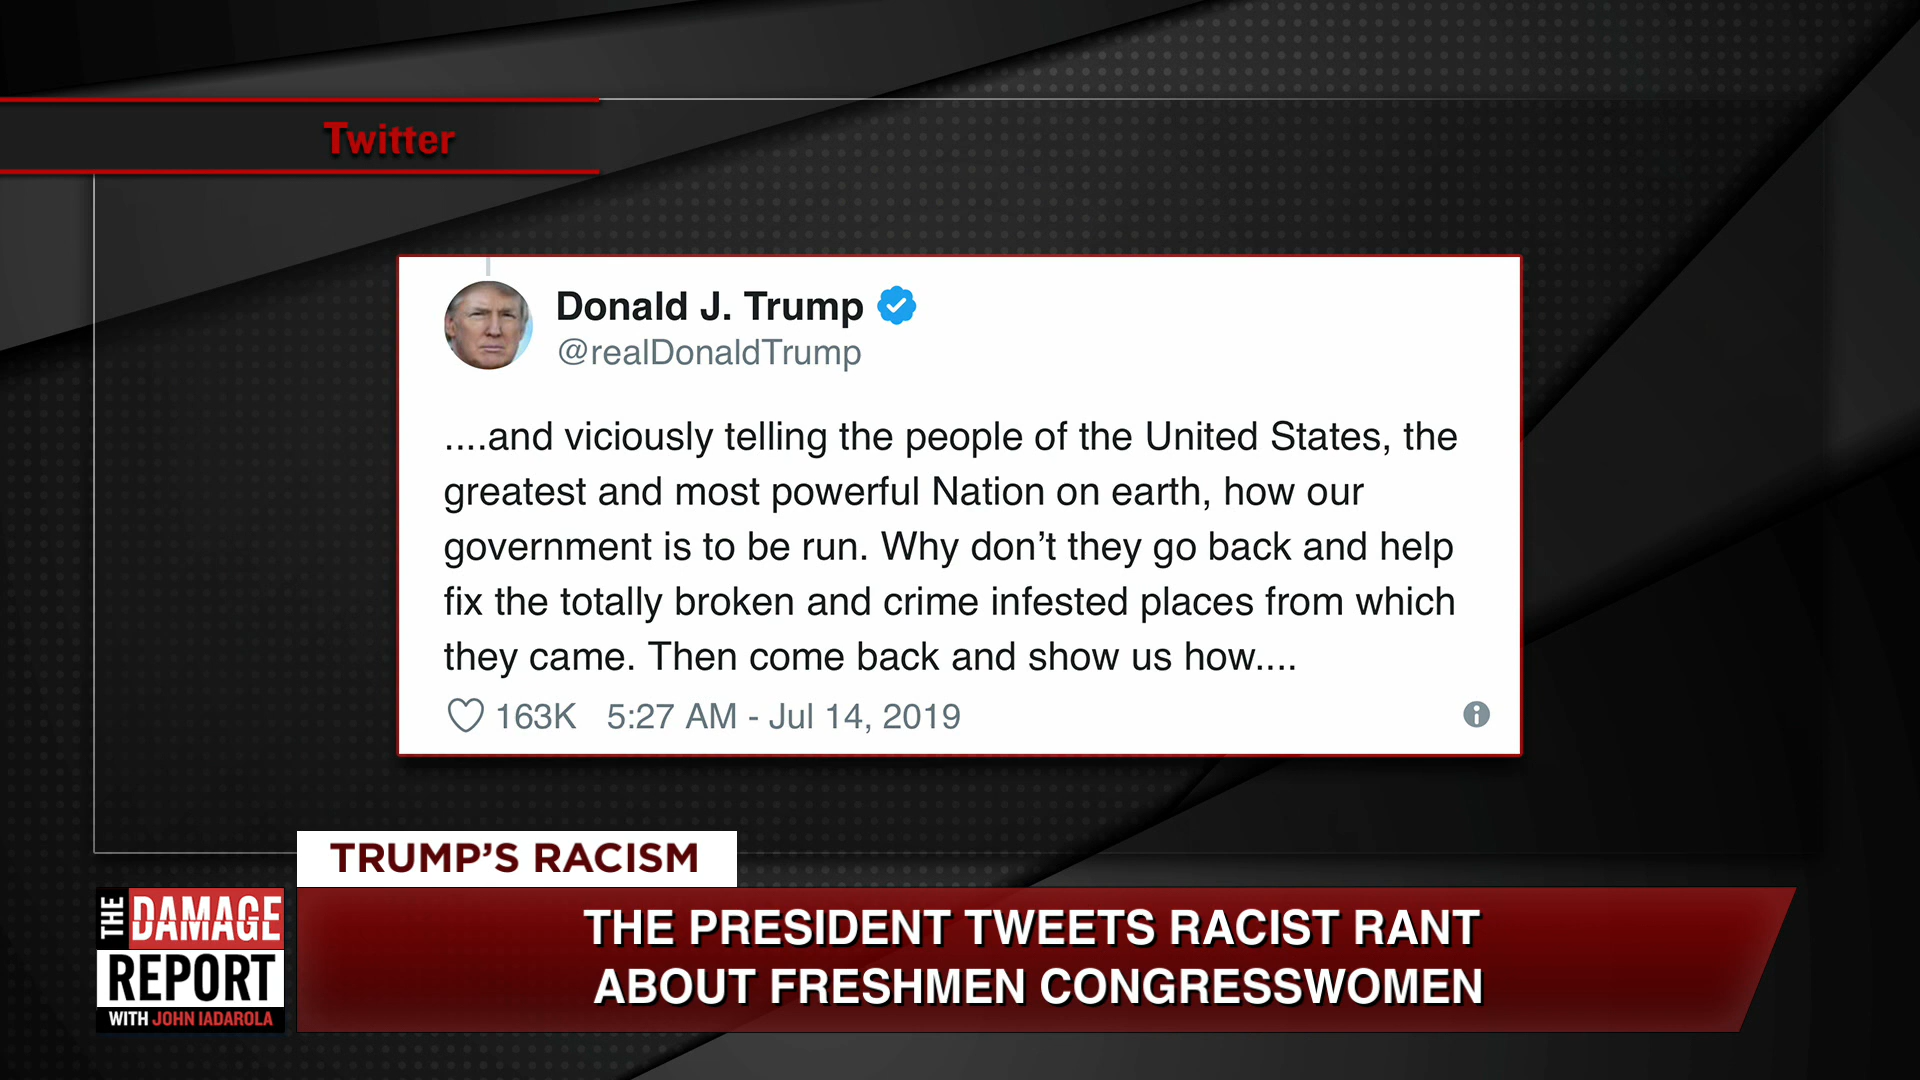 Twitter
Donald J. Trump
@realDonaldTrump
....and viciously telling the people of the United States, the
greatest and most powerful Nation on earth, how our
government is to be run. Why don’t they go back and help
fix the totally broken and crime infested places from which
they came. Then come back and show us how....
163K 5:27 AM - Jul 14, 2019
TRUMP’S RACISM
THE PRESIDENT TWEETS RACIST RANT
ABOUT FRESHMEN CONGRESSWOMEN
THE DAMAGE
REPORT
WITH JOHN IADAROLA